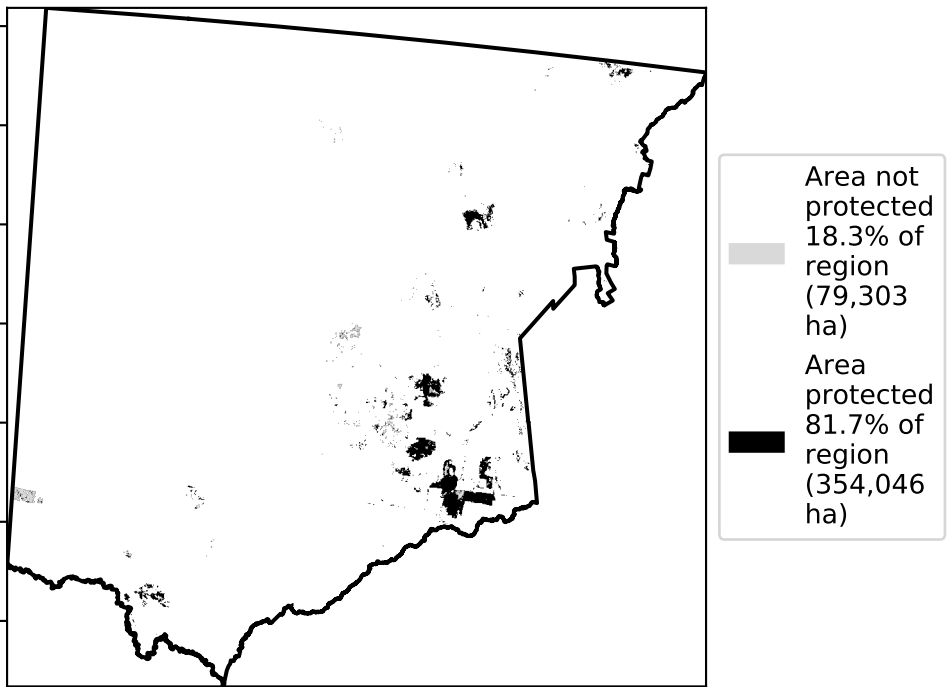 Area not
protected
18.3% of
region
(79,303
ha)
Area
protected
81.7% of
region
(354,046
ha)